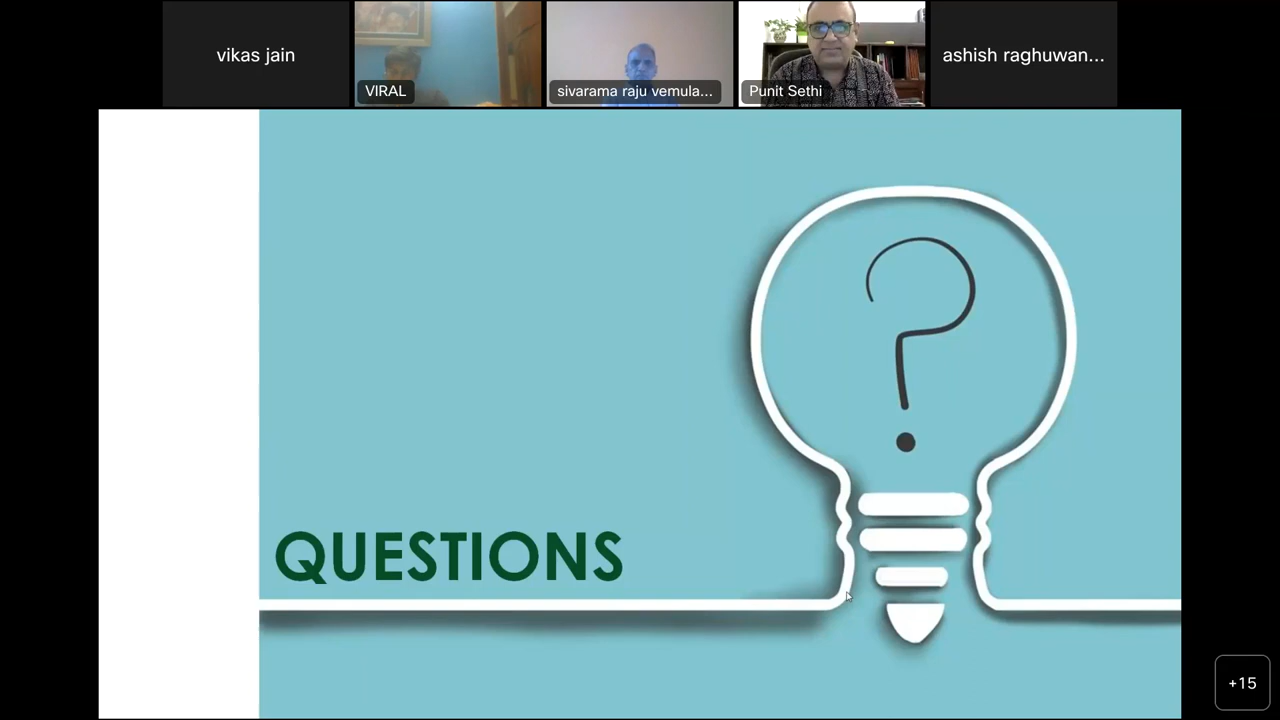 vikas jain
VIRAL
sivarama raju vemula...
Punit Sethi
ashish raghuwan...
?
QUESTIONS
+15